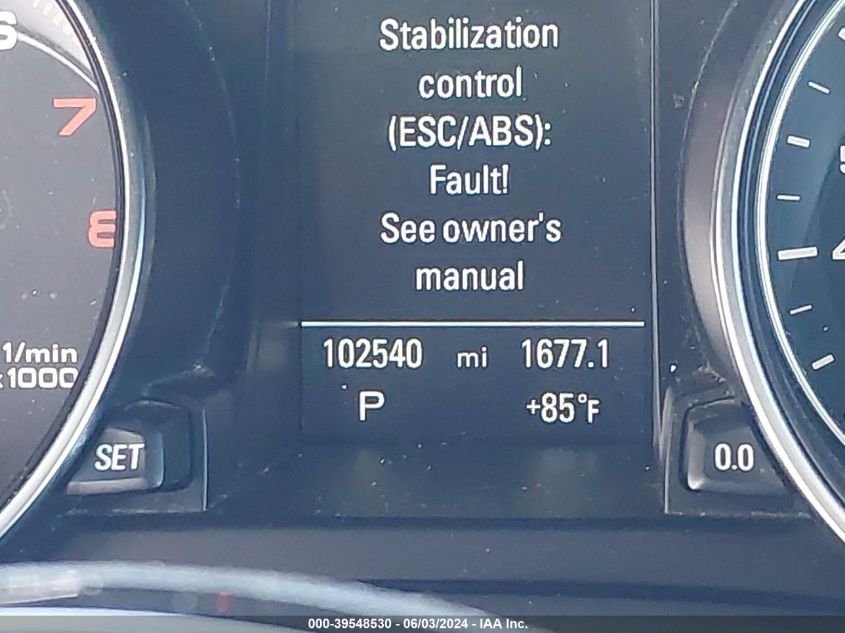 Stabilization
control
(ESC/ABS):
Fault!
See owner's
manual
102540 mi 1677.1
P +85°F
7
8
1/min
x1000
SET
0.0
000-39548530 - 06/03/2024 - IAA Inc.